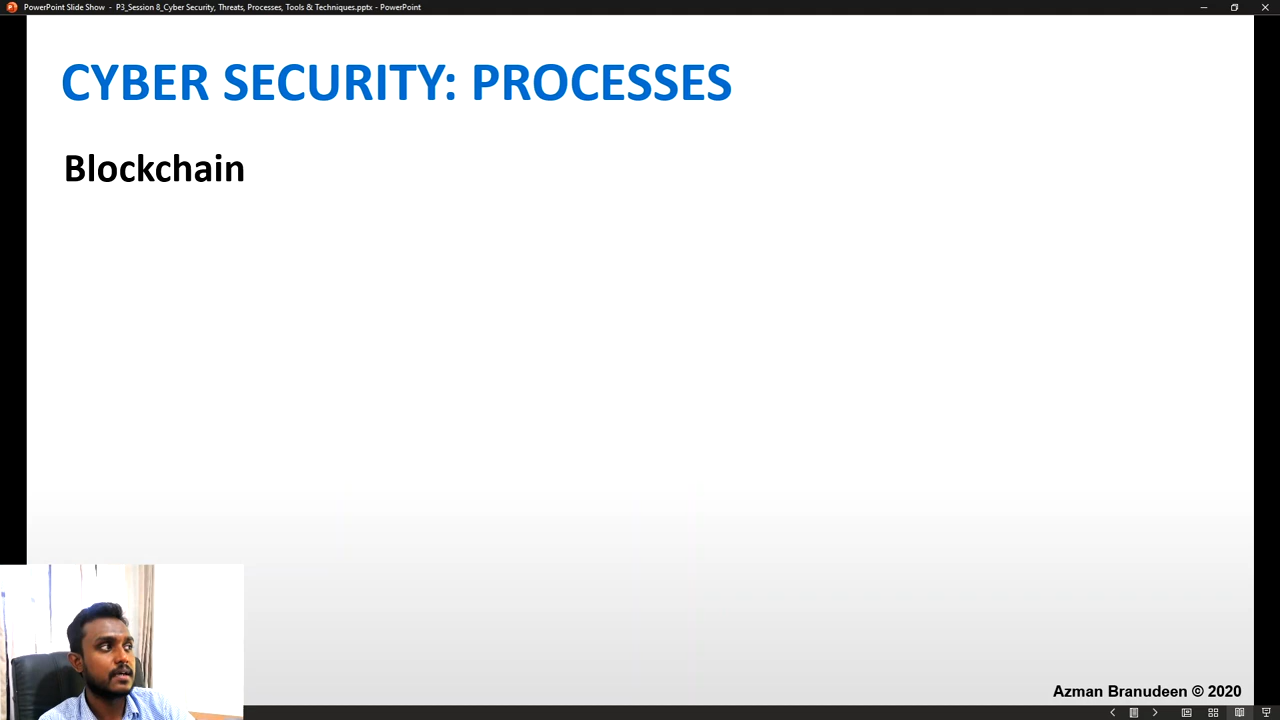 PowerPoint Slide Show - P3_Session 8_Cyber Security, Threats, Processes, Tools & Techniques.pptx - PowerPoint
CYBER SECURITY: PROCESSES
Blockchain
Azman Branudeen © 2020